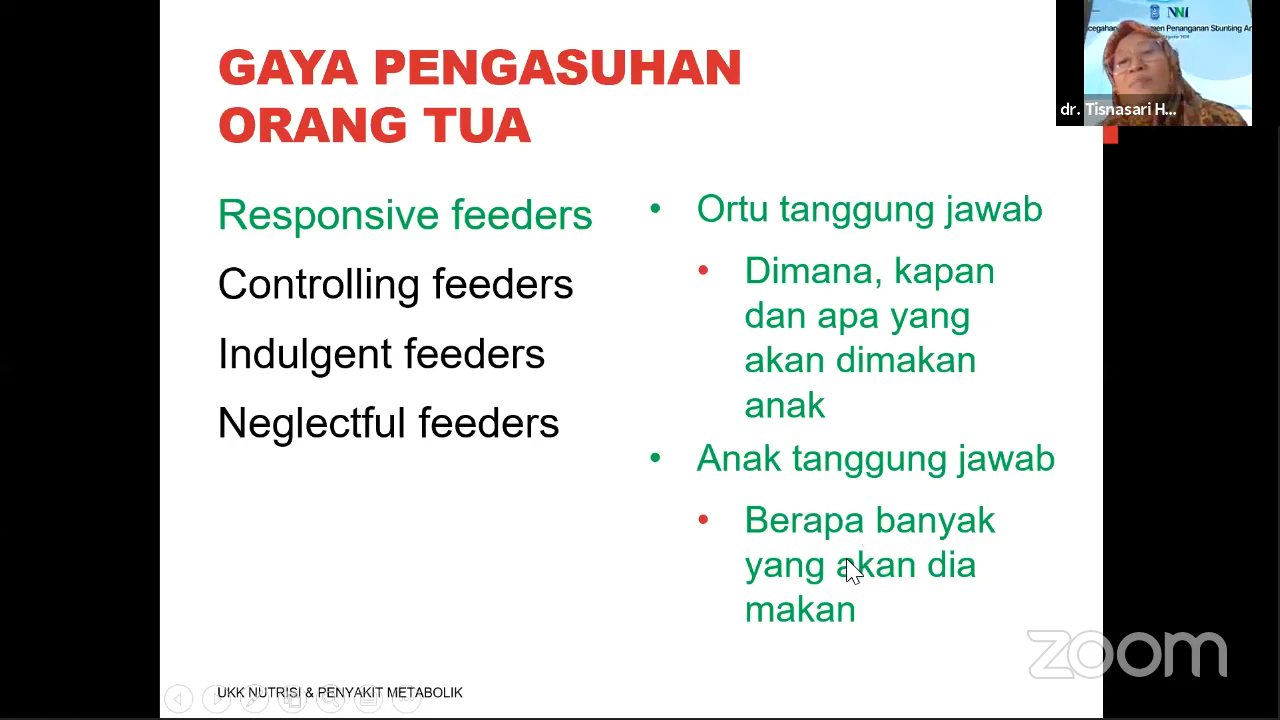 GAYA PENGASUHAN
ORANG TUA
Responsive feeders
Controlling feeders
Indulgent feeders
Neglectful feeders
• Ortu tanggung jawab
• Dimana, kapan
dan apa yang
akan dimakan
anak
• Anak tanggung jawab
• Berapa banyak
yang akan dia
makan
UKK NUTRISI & PENYAKIT METABOLIK
Penanganan Stunting
dr. Tisnasari H...
zoom